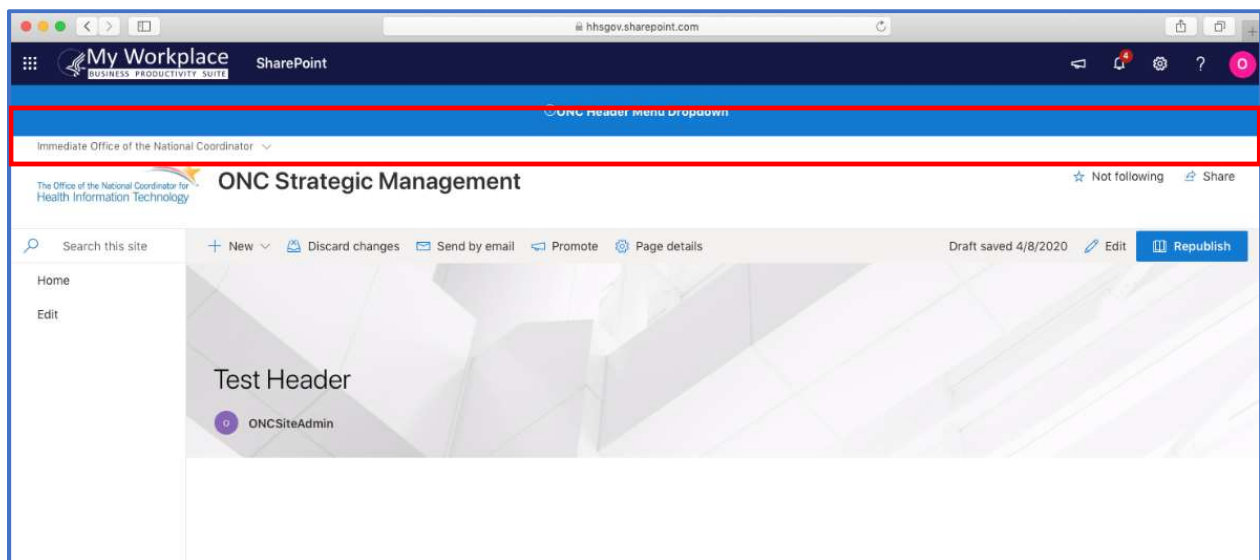 hhsgov.sharepoint.com
My Workplace
BUSINESS PRODUCTIVITY SUITE
SharePoint
4
?
O
ONC Header Menu Dropdown
Immediate Office of the National Coordinator
The Office of the National Coordinator for
Health Information Technology
ONC Strategic Management
Not following
Share
Search this site
New
Discard changes
Send by email
Promote
Page details
Draft saved 4/8/2020
Edit
Republish
Home
Edit
Test Header
O
ONCSiteAdmin